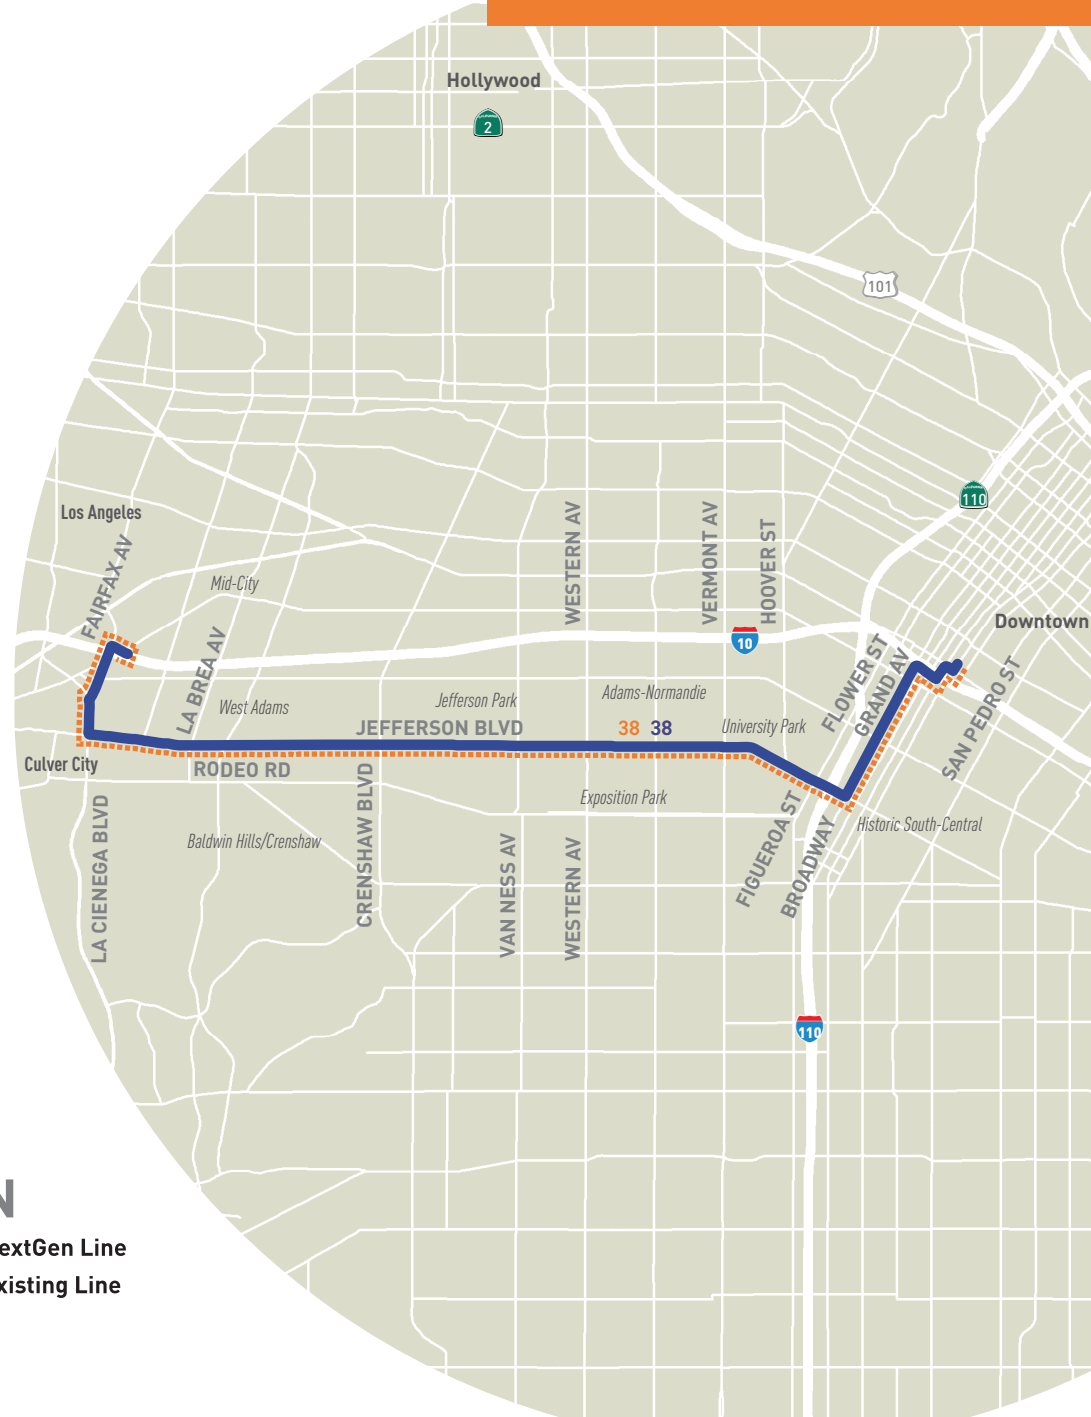 Hollywood
2
101
110
Los Angeles
FAIRFAX AV
Mid-City
WESTERN AV
VERMONT AV
HOOVER ST
Downtown
10
LA BREA AV
West Adams
Jefferson Park
Adams-Normandie
FLOWER ST
GRAND AV
SAN PEDRO ST
JEFFERSON BLVD
38 38
University Park
Culver City
RODEO RD
LA CIENEGA BLVD
CRENSHAW BLVD
Exposition Park
Baldwin Hills/Crenshaw
VAN NESS AV
WESTERN AV
FIGUEROA ST
BROADWAY
Historic South-Central
110
N
extGen Line
xisting Line